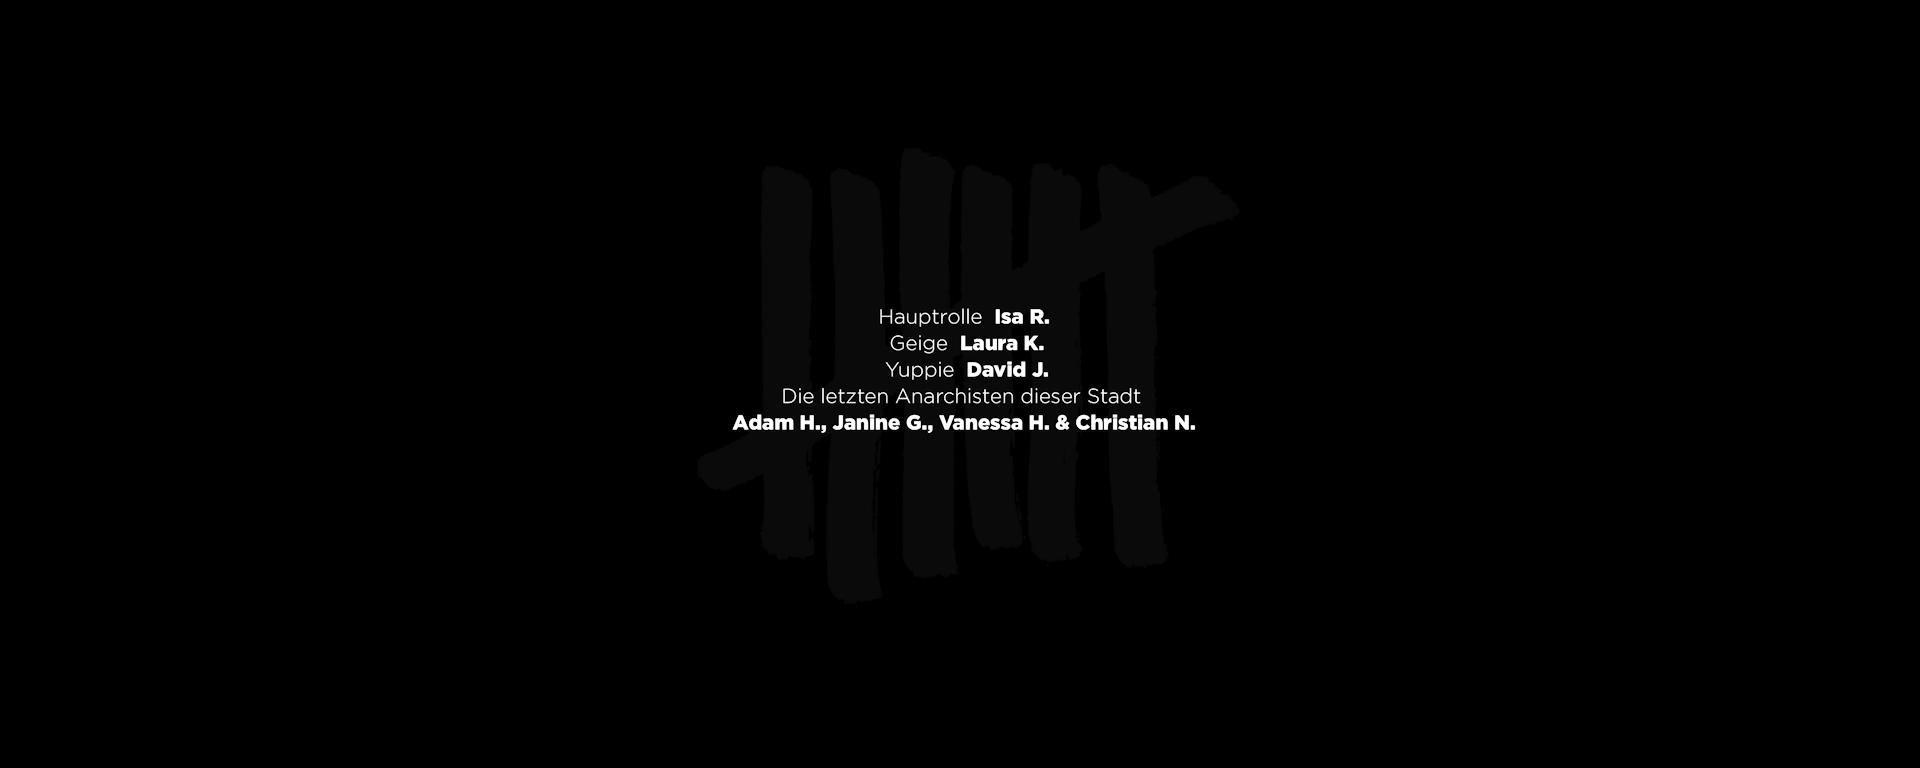 Hauptrolle Isa R.
Geige Laura K.
Yuppie David J.
Die letzten Anarchisten dieser Stadt
Adam H., Janine G., Vanessa H. & Christian N.